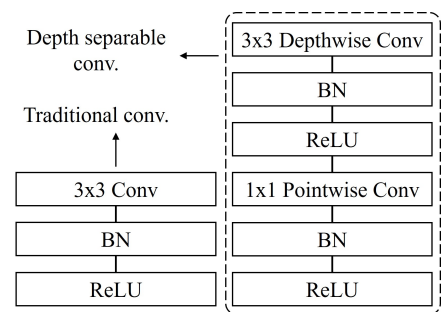 Depth separable
conv.
Traditional conv.
3x3 Conv
BN
ReLU
3x3 Depthwise Conv
BN
ReLU
1x1 Pointwise Conv
BN
ReLU